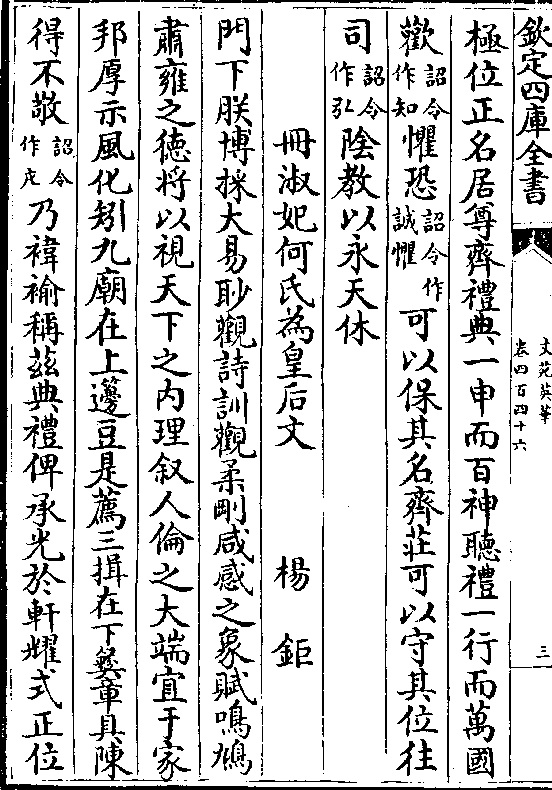 欽定四庫全書
文苑英華
卷四百四十六
三
極位正名居尊齊禮典一申而百神聽禮一行而萬國
歡詔令作知懼恐詔令作誠懼可以保其名齊莊可以守其位往
司詔令作弘陰教以永天休
冊淑妃何氏為皇后文 楊鉅
門下朕博採大易眇觀詩訓觀柔剛咸感之象賦鳴鳩
肅雍之德將以視天下之内理叙人倫之大端宜于家
邦厚示風化矧九廟在上籩豆是薦三揖在下彜章具陳
得不敬詔令作虔乃褘褕稱茲典禮俾承光於軒耀式正位